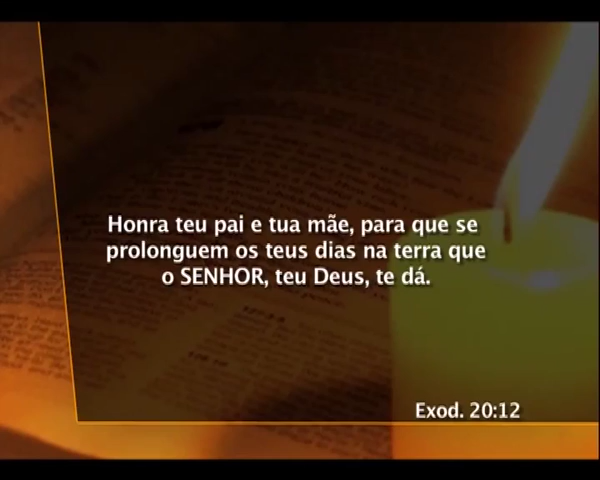 Honra teu pai e tua mãe, para que se
prolonguem os teus dias na terra que
o SENHOR, teu Deus, te dá.
Exod. 20:12